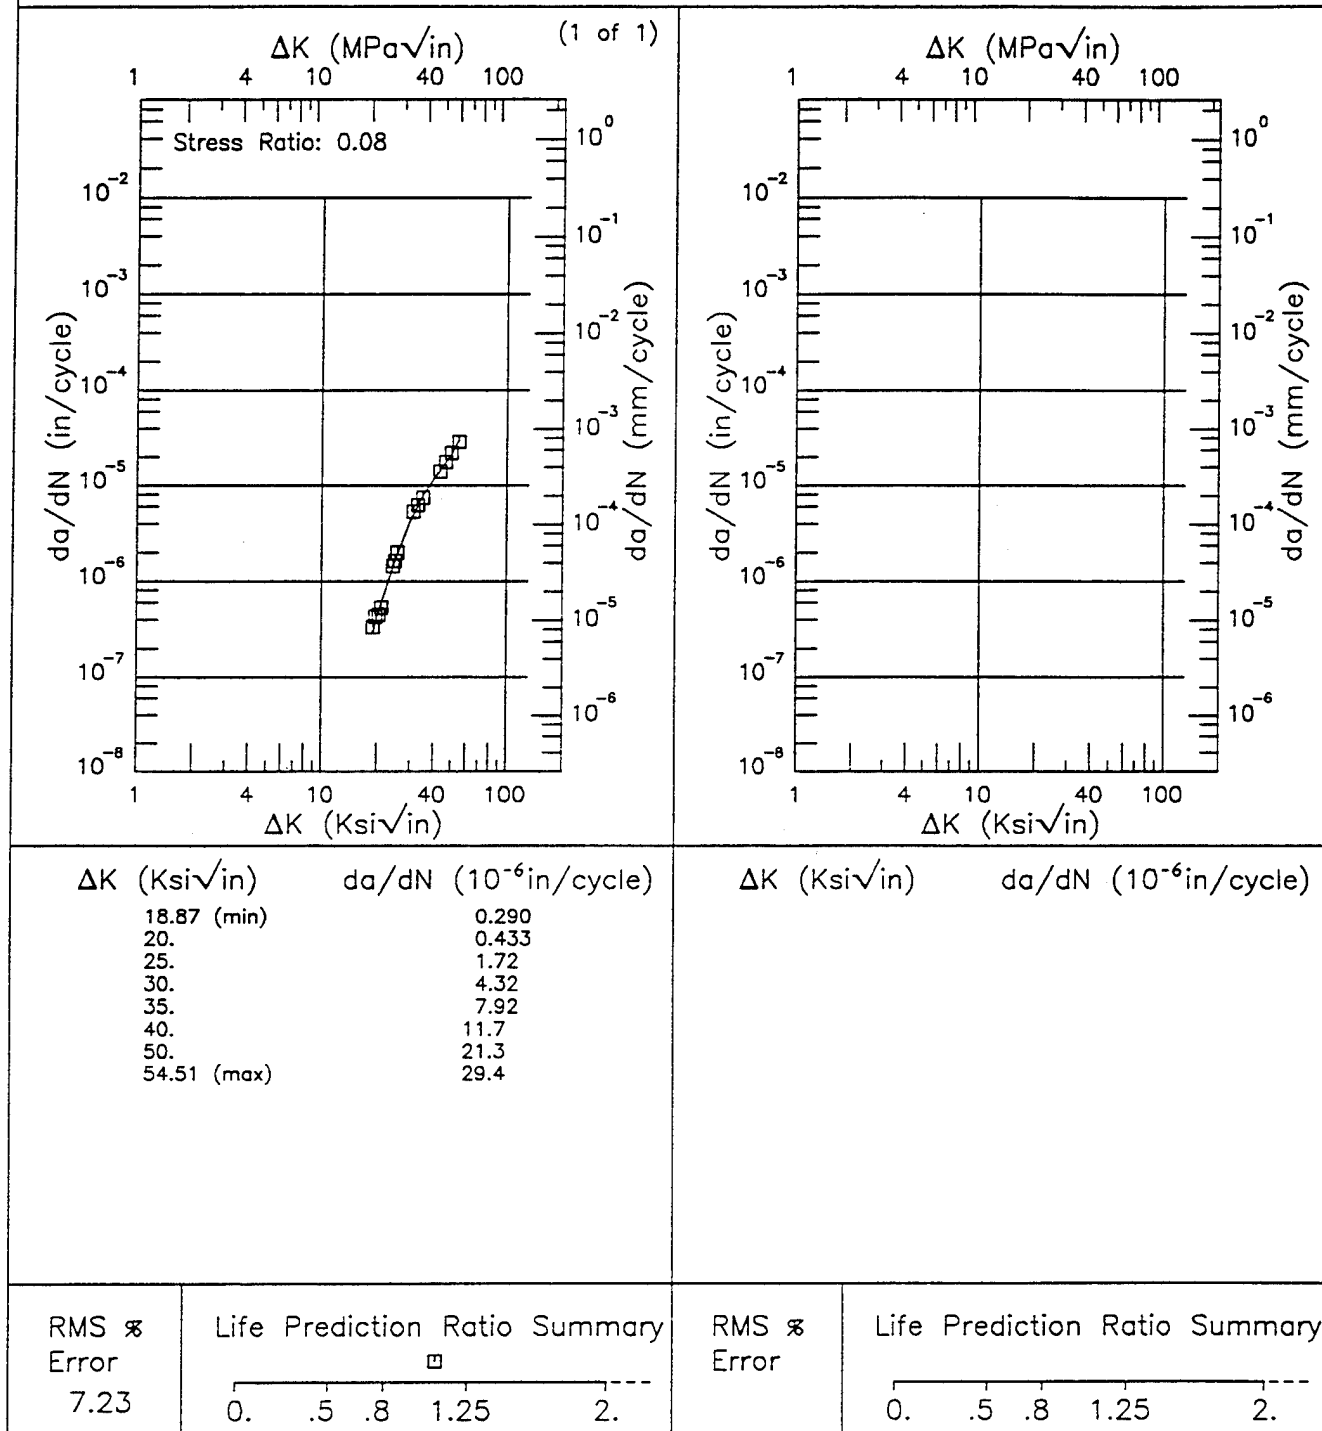 (1 of 1)
ΔK (MPa√in)
1 4 10 40 100
Stress Ratio: 0.08
10⁰
10⁻²
10⁻¹
10⁻³
10⁻²
10⁻⁴
10⁻³
10⁻⁵
10⁻⁴
10⁻⁶
10⁻⁵
10⁻⁷
10⁻⁶
10⁻⁸
da/dN (in/cycle)
da/dN (mm/cycle)
1 4 10 40 100
ΔK (Ksi√in)
ΔK (MPa√in)
1 4 10 40 100
10⁰
10⁻²
10⁻¹
10⁻³
10⁻²
10⁻⁴
10⁻³
10⁻⁵
10⁻⁴
10⁻⁶
10⁻⁵
10⁻⁷
10⁻⁶
10⁻⁸
da/dN (in/cycle)
da/dN (mm/cycle)
1 4 10 40 100
ΔK (Ksi√in)
ΔK (Ksi√in) da/dN (10⁻⁶in/cycle)
18.87 (min) 0.290
20. 0.433
25. 1.72
30. 4.32
35. 7.92
40. 11.7
50. 21.3
54.51 (max) 29.4
ΔK (Ksi√in) da/dN (10⁻⁶in/cycle)
RMS %
Error
7.23
Life Prediction Ratio Summary
0. .5 .8 1.25 2.
RMS %
Error
Life Prediction Ratio Summary
0. .5 .8 1.25 2.